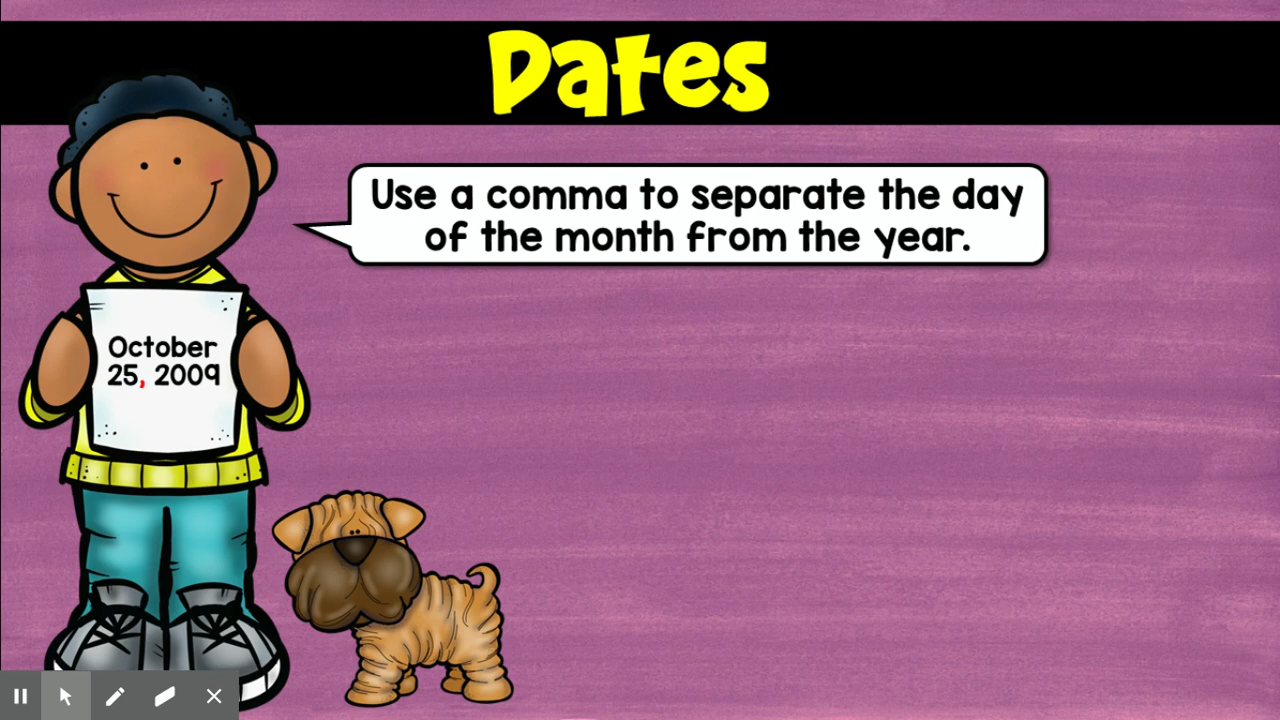 Dates
Use a comma to separate the day
of the month from the year.
October
25, 2009